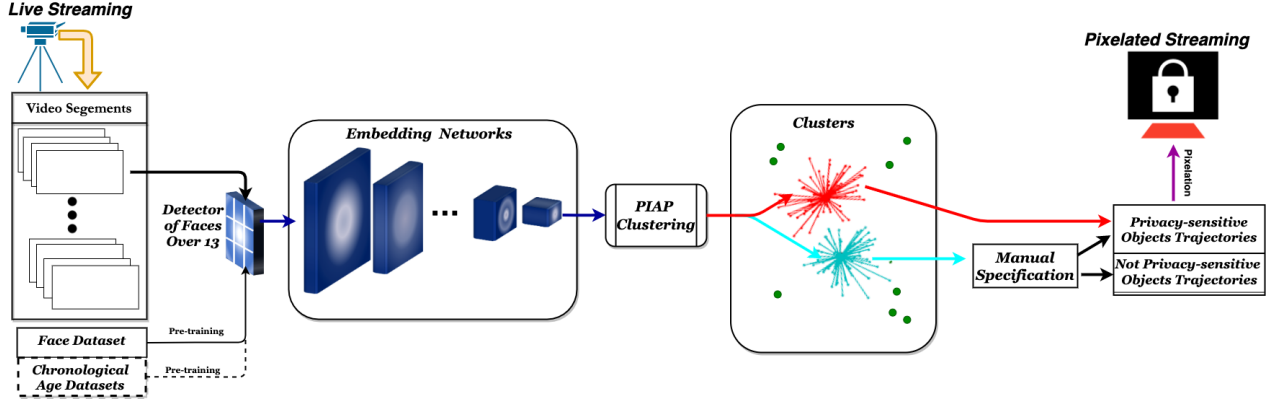 Live Streaming
Video Segements
Detector
of Faces
Over 13
Face Dataset
Chronological
Age Datasets
Pre-training
Pre-training
Embedding Networks
PIAP
Clustering
Clusters
Manual
Specification
Pixelated Streaming
Pixelation
Privacy-sensitive
Objects Trajectories
Not Privacy-sensitive
Objects Trajectories